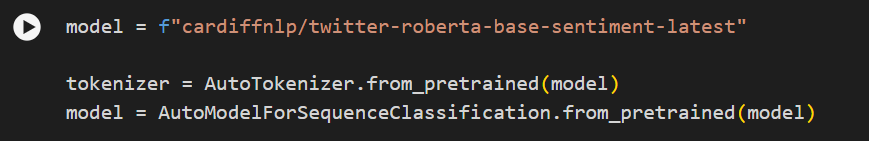 model = f"cardiffnlp/twitter-roberta-base-sentiment-latest"
tokenizer = AutoTokenizer.from_pretrained(model)
model = AutoModelForSequenceClassification.from_pretrained(model)